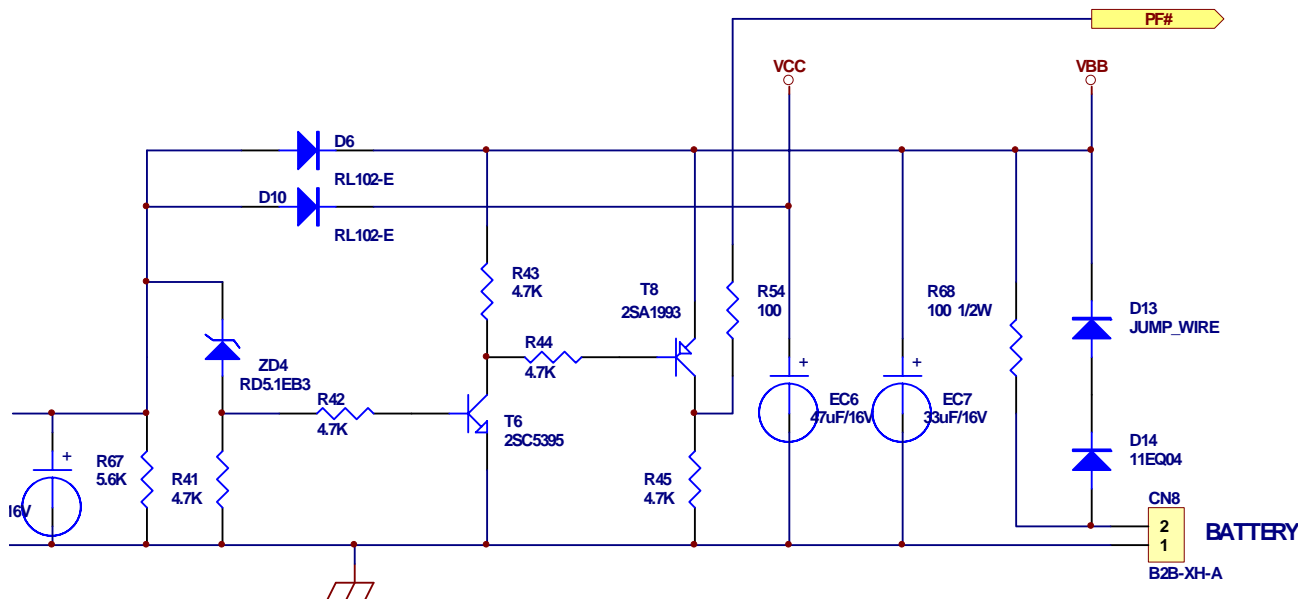 PF#
VCC
VBB
D6
RL102-E
D10
RL102-E
R43
4.7K
T8
2SA1993
R54
100
R68
100 1/2W
D13
JUMP_WIRE
R44
4.7K
ZD4
RD5.1EB3
R42
4.7K
T6
2SC5395
EC6
47uF/16V
EC7
33uF/16V
D14
11EQ04
R67
5.6K
R41
4.7K
R45
4.7K
16V
CN8
2
1
BATTERY
B2B-XH-A
+
+
+